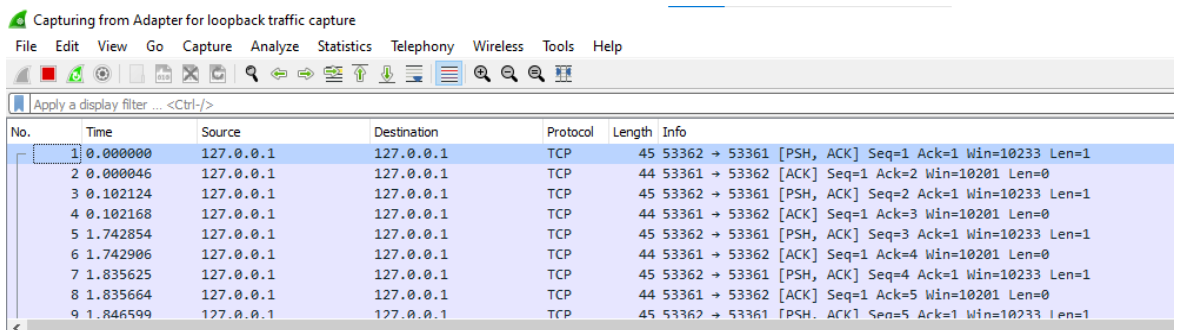 Capturing from Adapter for loopback traffic capture
File Edit View Go Capture Analyze Statistics Telephony Wireless Tools Help
Apply a display filter ... <Ctrl-/>
No. Time Source Destination Protocol Length Info
1 0.000000 127.0.0.1 127.0.0.1 TCP 45 53362 → 53361 [PSH, ACK] Seq=1 Ack=1 Win=10233 Len=1
2 0.000046 127.0.0.1 127.0.0.1 TCP 44 53361 → 53362 [ACK] Seq=1 Ack=2 Win=10201 Len=0
3 0.102124 127.0.0.1 127.0.0.1 TCP 45 53362 → 53361 [PSH, ACK] Seq=2 Ack=1 Win=10233 Len=1
4 0.102168 127.0.0.1 127.0.0.1 TCP 44 53361 → 53362 [ACK] Seq=1 Ack=3 Win=10201 Len=0
5 1.742854 127.0.0.1 127.0.0.1 TCP 45 53362 → 53361 [PSH, ACK] Seq=3 Ack=1 Win=10233 Len=1
6 1.742906 127.0.0.1 127.0.0.1 TCP 44 53361 → 53362 [ACK] Seq=1 Ack=4 Win=10201 Len=0
7 1.835625 127.0.0.1 127.0.0.1 TCP 45 53362 → 53361 [PSH, ACK] Seq=4 Ack=1 Win=10233 Len=1
8 1.835664 127.0.0.1 127.0.0.1 TCP 44 53361 → 53362 [ACK] Seq=1 Ack=5 Win=10201 Len=0
9 1.846599 127.0.0.1 127.0.0.1 TCP 45 53362 → 53361 [PSH, ACK] Seq=5 Ack=1 Win=10233 Len=1